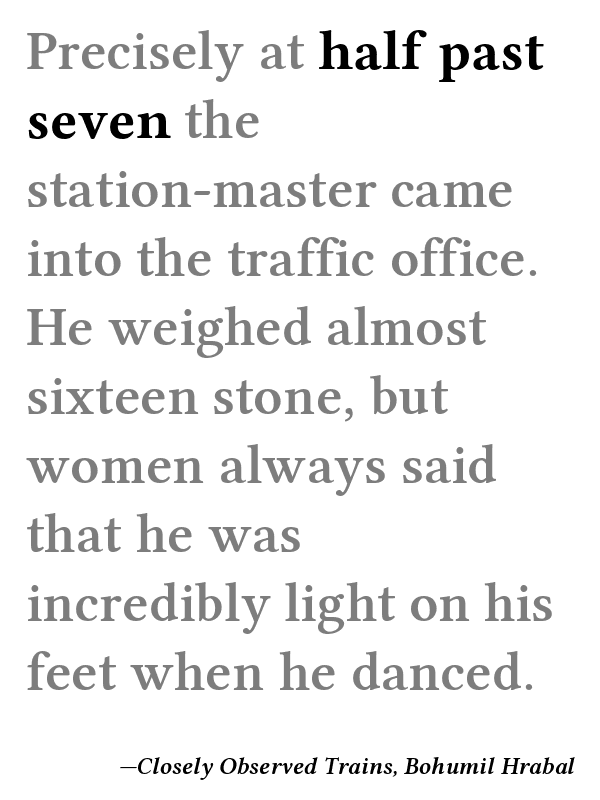 Precisely at half past
seven the
station-master came
into the traffic office.
He weighed almost
sixteen stone, but
women always said
that he was
incredibly light on his
feet when he danced.
—Closely Observed Trains, Bohumil Hrabal